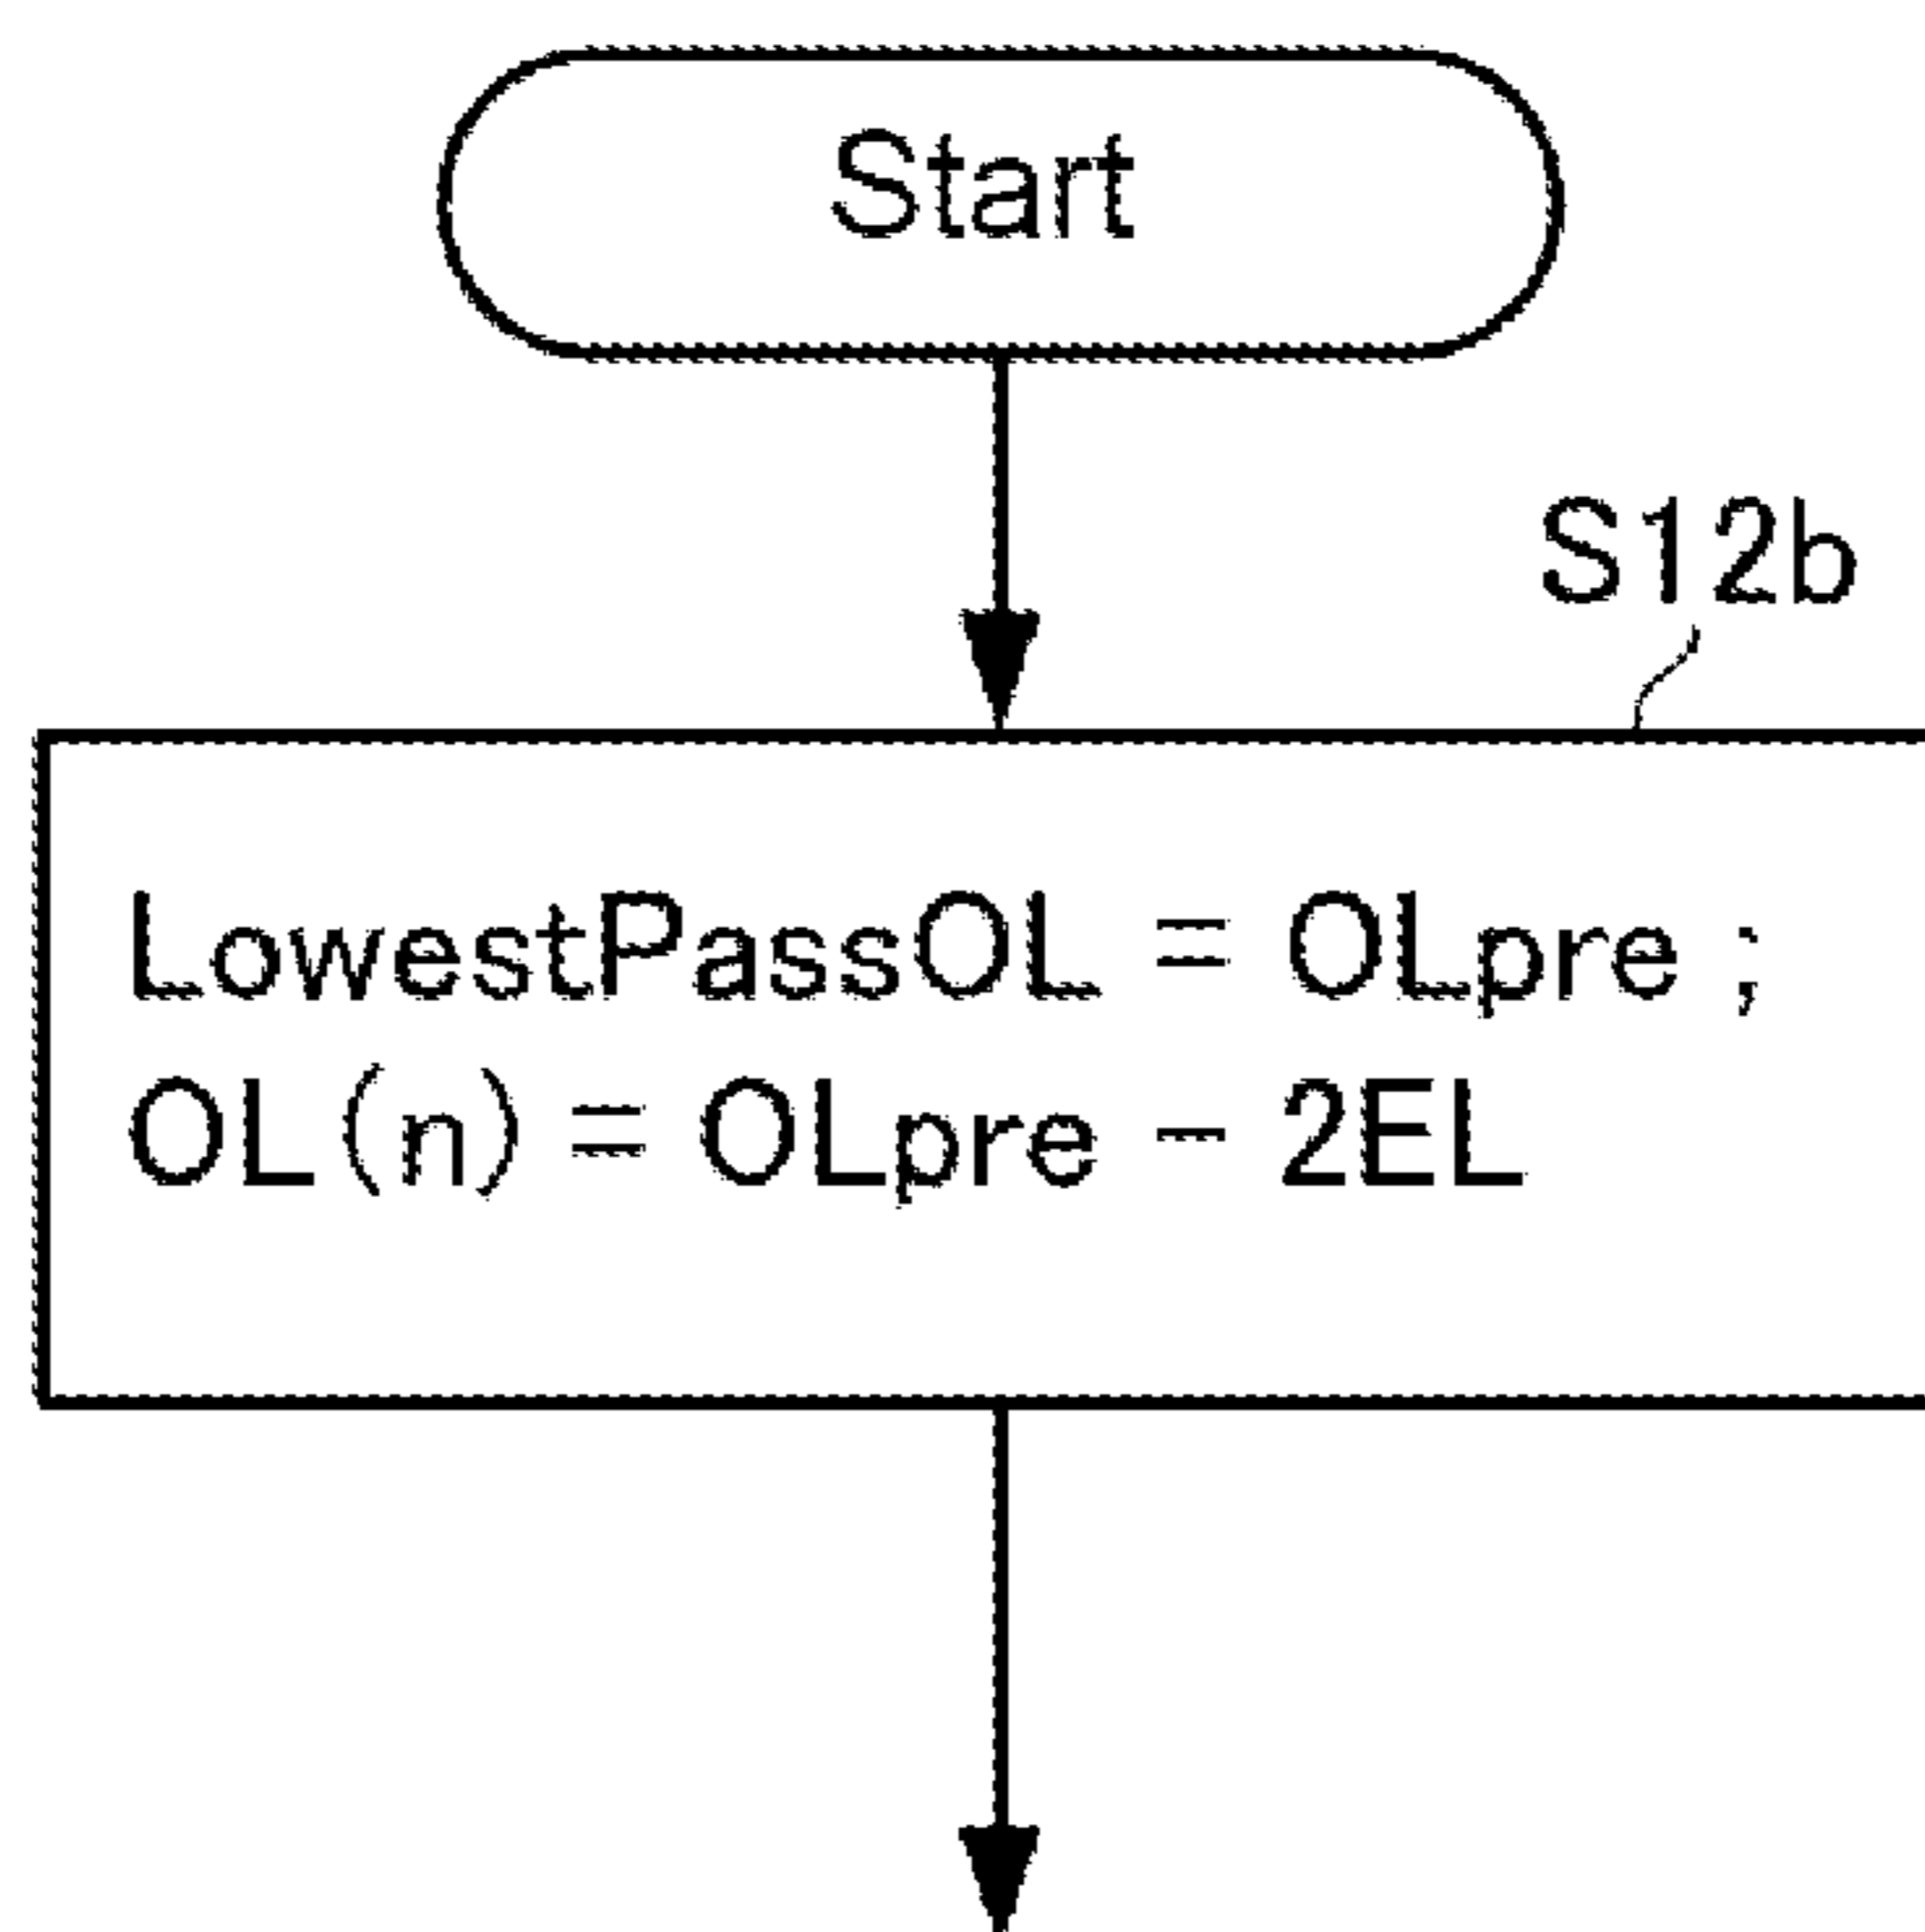 Start
S12b
LowestPassOL = OLpre ;
OL(n) = OLpre − 2EL